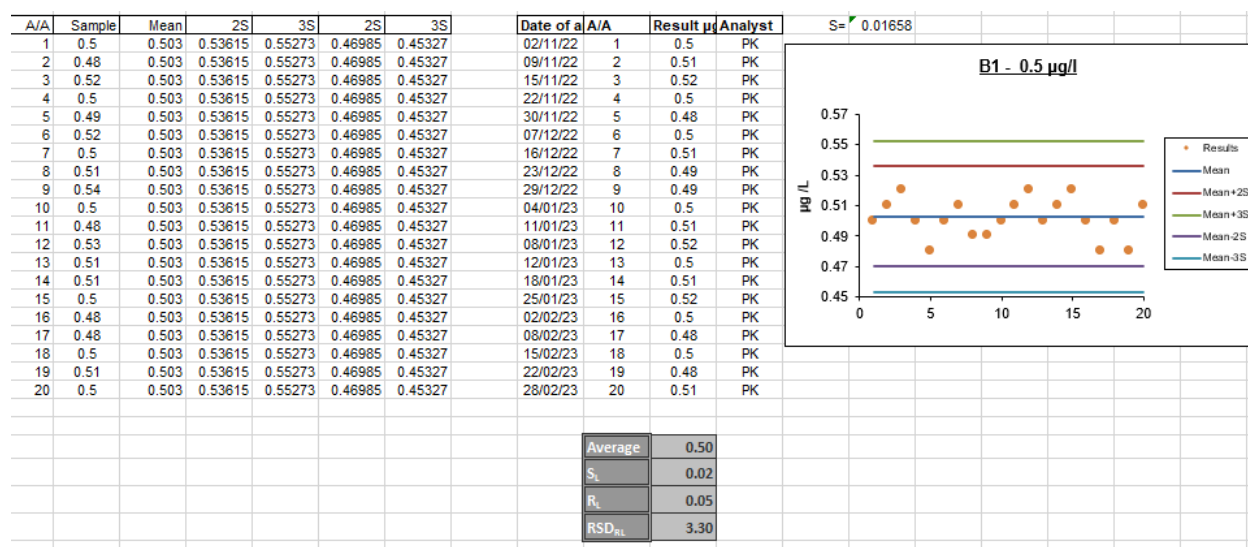 A/A Sample Mean 2S 3S 2S 3S Date of a A/A Result µg Analyst S= 0.01658
1 0.5 0.503 0.53615 0.55273 0.46985 0.45327 02/11/22 1 0.5 PK
2 0.48 0.503 0.53615 0.55273 0.46985 0.45327 09/11/22 2 0.51 PK
3 0.52 0.503 0.53615 0.55273 0.46985 0.45327 15/11/22 3 0.52 PK
4 0.5 0.503 0.53615 0.55273 0.46985 0.45327 22/11/22 4 0.5 PK
5 0.49 0.503 0.53615 0.55273 0.46985 0.45327 30/11/22 5 0.48 PK
6 0.52 0.503 0.53615 0.55273 0.46985 0.45327 07/12/22 6 0.5 PK
7 0.5 0.503 0.53615 0.55273 0.46985 0.45327 16/12/22 7 0.51 PK
8 0.51 0.503 0.53615 0.55273 0.46985 0.45327 23/12/22 8 0.49 PK
9 0.54 0.503 0.53615 0.55273 0.46985 0.45327 29/12/22 9 0.49 PK
10 0.5 0.503 0.53615 0.55273 0.46985 0.45327 04/01/23 10 0.5 PK
11 0.48 0.503 0.53615 0.55273 0.46985 0.45327 11/01/23 11 0.51 PK
12 0.53 0.503 0.53615 0.55273 0.46985 0.45327 08/01/23 12 0.52 PK
13 0.51 0.503 0.53615 0.55273 0.46985 0.45327 12/01/23 13 0.5 PK
14 0.51 0.503 0.53615 0.55273 0.46985 0.45327 18/01/23 14 0.51 PK
15 0.5 0.503 0.53615 0.55273 0.46985 0.45327 25/01/23 15 0.52 PK
16 0.48 0.503 0.53615 0.55273 0.46985 0.45327 02/02/23 16 0.5 PK
17 0.48 0.503 0.53615 0.55273 0.46985 0.45327 08/02/23 17 0.48 PK
18 0.5 0.503 0.53615 0.55273 0.46985 0.45327 15/02/23 18 0.5 PK
19 0.51 0.503 0.53615 0.55273 0.46985 0.45327 22/02/23 19 0.48 PK
20 0.5 0.503 0.53615 0.55273 0.46985 0.45327 28/02/23 20 0.51 PK
Average 0.50
S_L 0.02
R_L 0.05
RSD_RL 3.30
B1 - 0.5 µg/l
µg /L
0.57
0.55
0.53
0.51
0.49
0.47
0.45
0 5 10 15 20
Results
Mean
Mean+2S
Mean+3S
Mean-2S
Mean-3S